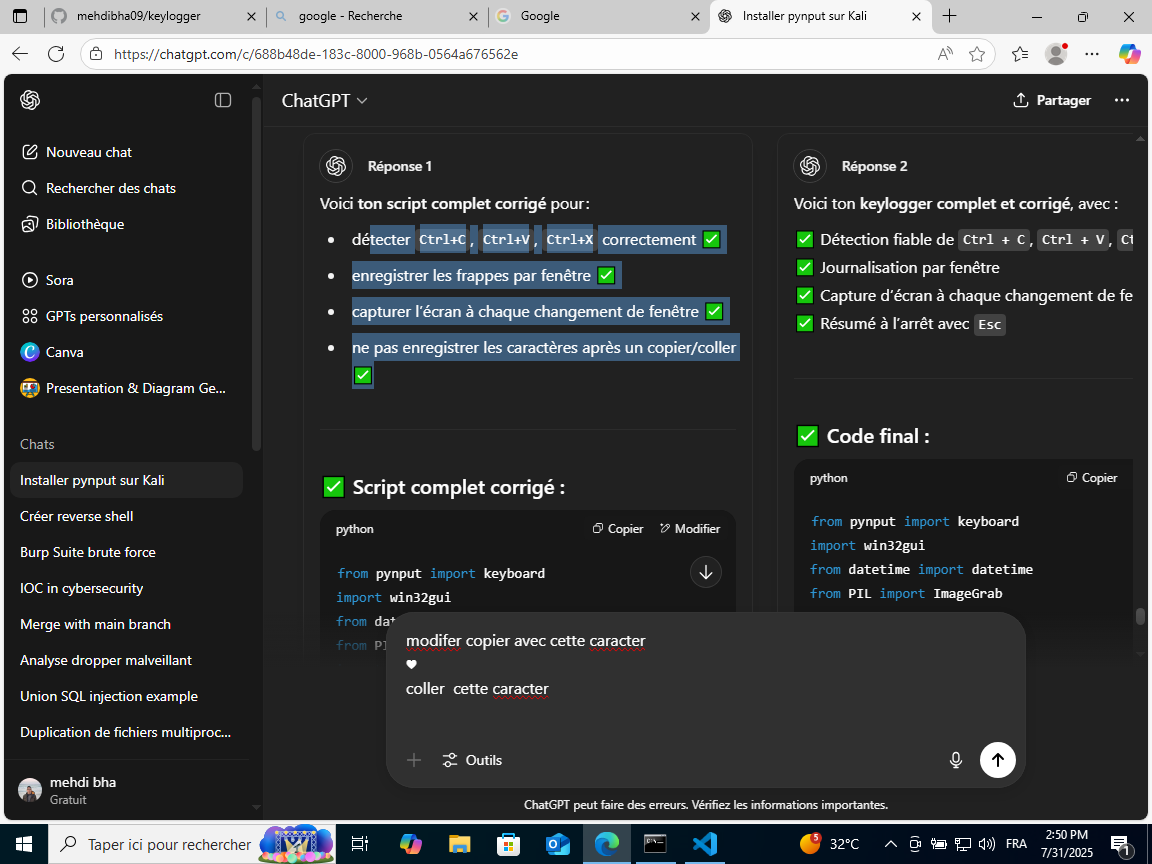 mehdibha09/keylogger
google - Recherche
Google
Installer pynput sur Kali
https://chatgpt.com/c/688b48de-183c-8000-968b-0564a676562e
ChatGPT
Partager
Nouveau chat
Rechercher des chats
Bibliothèque
Sora
GPTs personnalisés
Canva
Presentation & Diagram Ge...
Chats
Installer pynput sur Kali
Créer reverse shell
Burp Suite brute force
IOC in cybersecurity
Merge with main branch
Analyse dropper malveillant
Union SQL injection example
Duplication de fichiers multiproc...
mehdi bha
Gratuit
Réponse 1
Voici ton script complet corrigé pour :
détecter Ctrl+C, Ctrl+V, Ctrl+X correctement ✅
enregistrer les frappes par fenêtre ✅
capturer l’écran à chaque changement de fenêtre ✅
ne pas enregistrer les caractères après un copier/coller
✅
✅ Script complet corrigé :
python
Copier
Modifier
from pynput import keyboard
import win32gui
from dat
from PI
Réponse 2
Voici ton keylogger complet et corrigé, avec :
✅ Détection fiable de Ctrl + C, Ctrl + V, Ct
✅ Journalisation par fenêtre
✅ Capture d’écran à chaque changement de fe
✅ Résumé à l’arrêt avec Esc
✅ Code final :
python
Copier
from pynput import keyboard
import win32gui
from datetime import datetime
from PIL import ImageGrab
modifer copier avec cette caracter
♥
coller  cette caracter
Outils
ChatGPT peut faire des erreurs. Vérifiez les informations importantes.
Taper ici pour rechercher
5
32°C
FRA
2:50 PM
7/31/2025
1